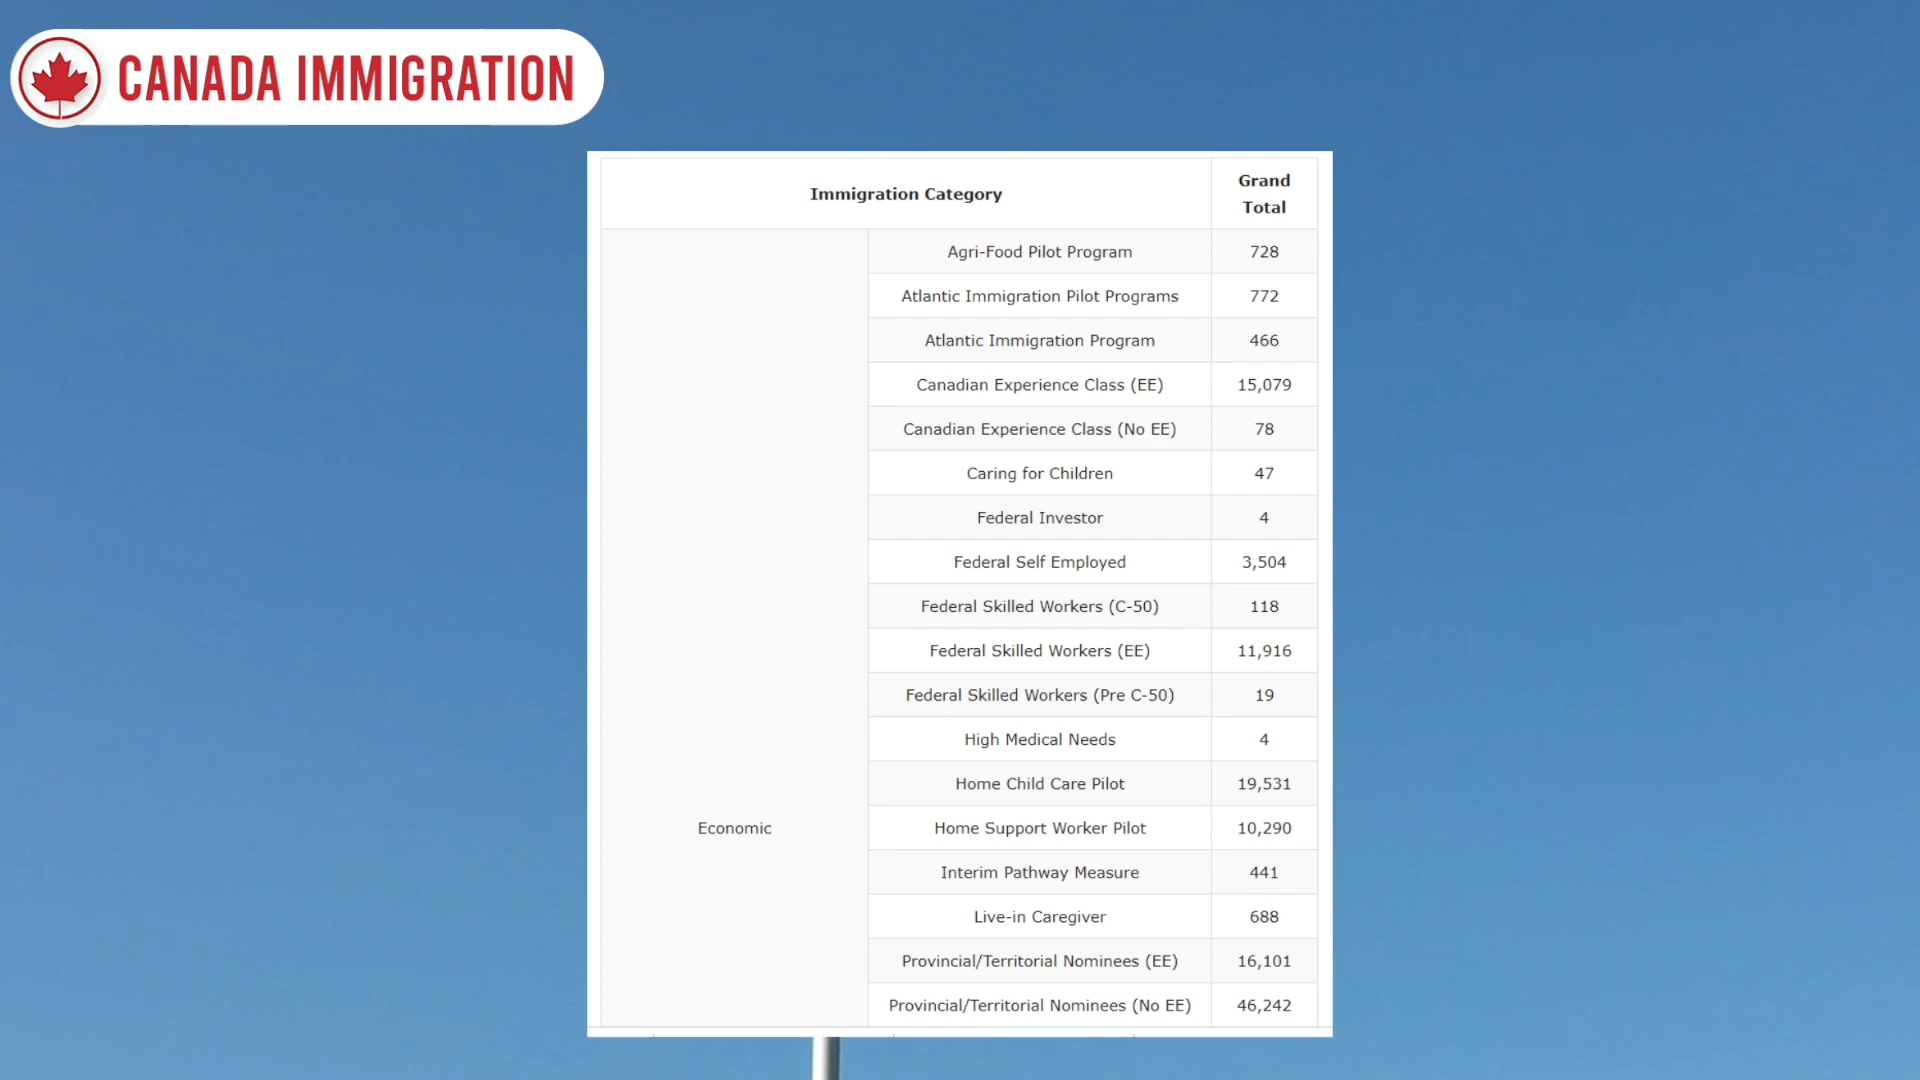 CANADA IMMIGRATION
Immigration Category
Grand
Total
Agri-Food Pilot Program 728
Atlantic Immigration Pilot Programs 772
Atlantic Immigration Program 466
Canadian Experience Class (EE) 15,079
Canadian Experience Class (No EE) 78
Caring for Children 47
Federal Investor 4
Federal Self Employed 3,504
Federal Skilled Workers (C-50) 118
Federal Skilled Workers (EE) 11,916
Federal Skilled Workers (Pre C-50) 19
High Medical Needs 4
Home Child Care Pilot 19,531
Economic Home Support Worker Pilot 10,290
Interim Pathway Measure 441
Live-in Caregiver 688
Provincial/Territorial Nominees (EE) 16,101
Provincial/Territorial Nominees (No EE) 46,242